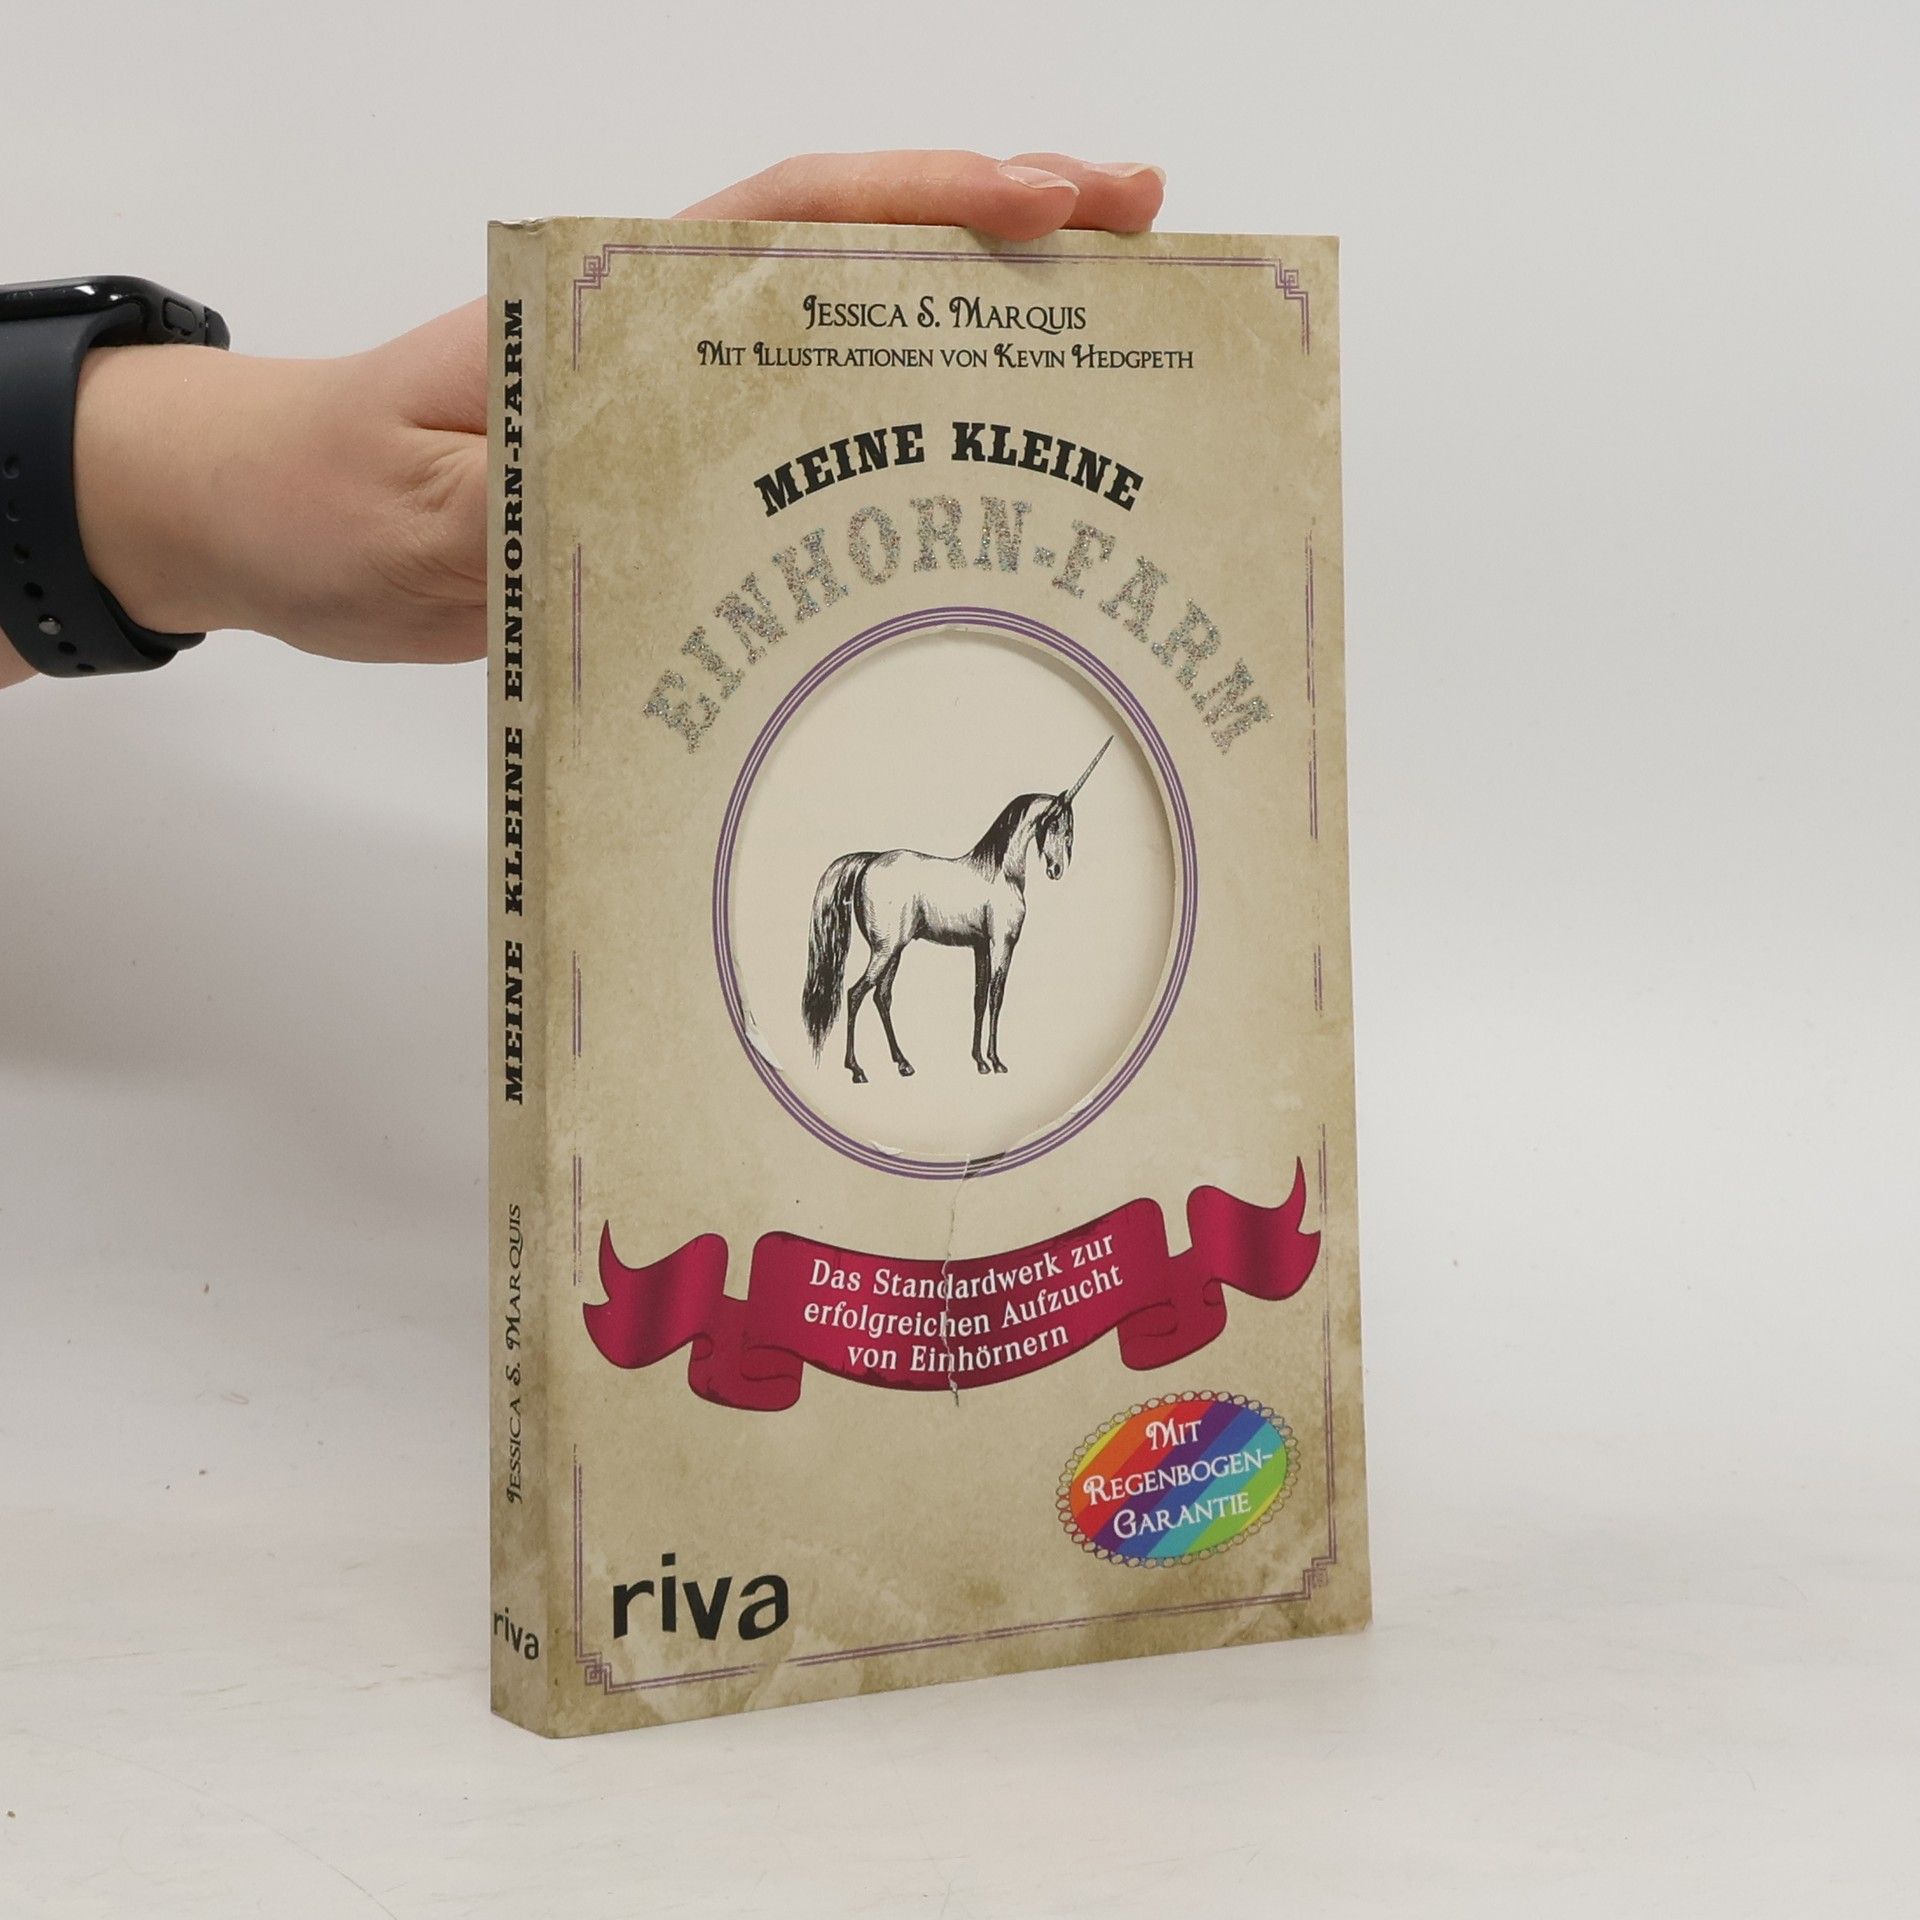 Jessica S. Marquis
Mit Illustrationen von Kevin Hedgpeth
MEINE KLEINE
EINHORN-FARM
Das Standardwerk zur
erfolgreichen Aufzucht
von Einhörnern
Mit
Regenbogen-
Garantie
riva
MEINE KLEINE EINHORN-FARM
Jessica S. Marquis
riva